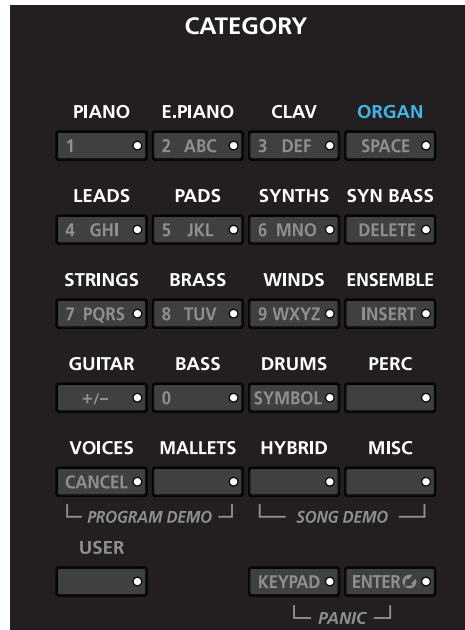 CATEGORY
PIANO E.PIANO CLAV ORGAN
1 2 ABC 3 DEF SPACE
LEADS PADS SYNTHS SYN BASS
4 GHI 5 JKL 6 MNO DELETE
STRINGS BRASS WINDS ENSEMBLE
7 PQRS 8 TUV 9 WXYZ INSERT
GUITAR BASS DRUMS PERC
+/− 0 SYMBOL
VOICES MALLETS HYBRID MISC
CANCEL
PROGRAM DEMO SONG DEMO
USER
KEYPAD ENTER
PANIC